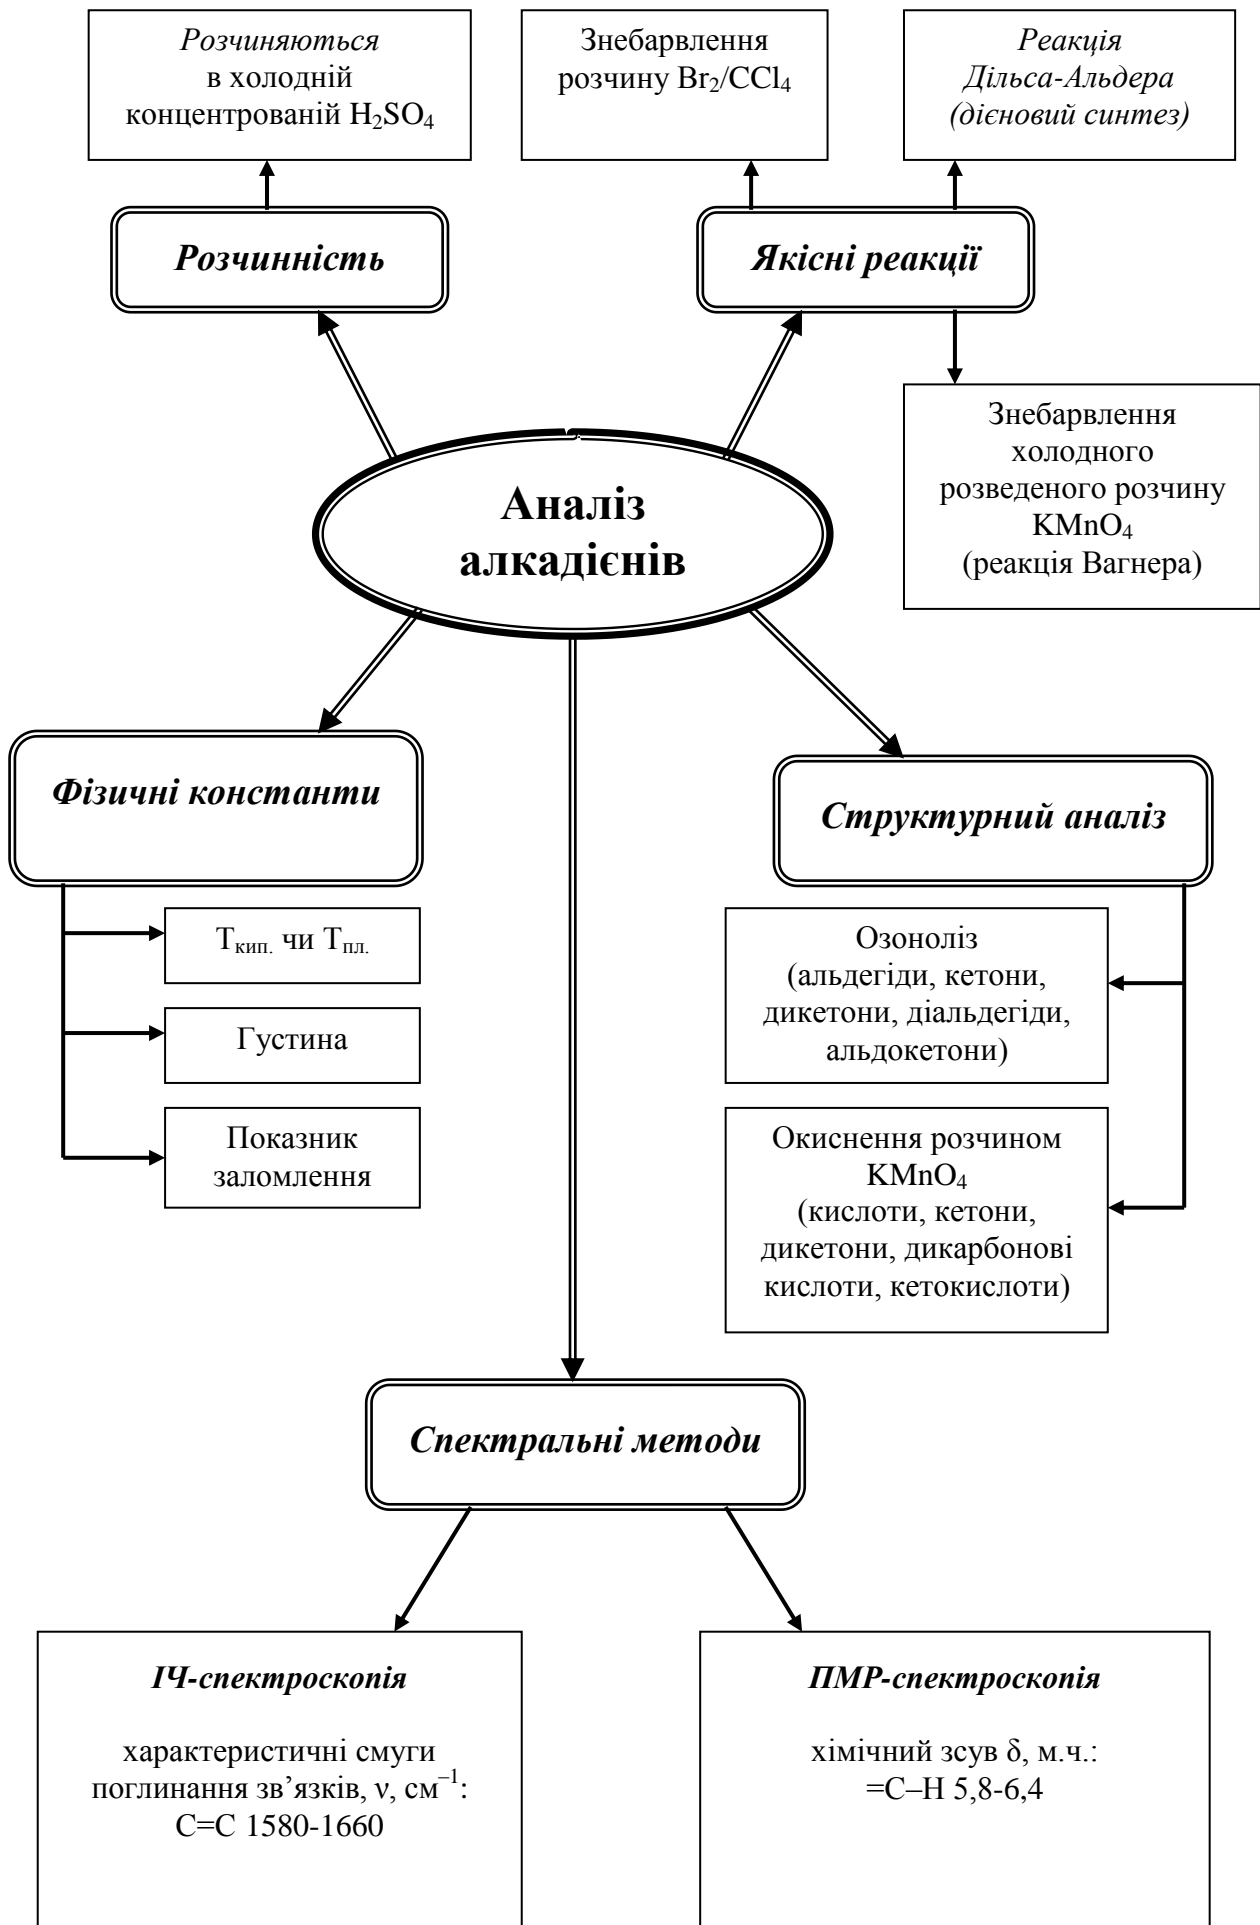 Розчиняються
в холодній
концентрованій H₂SO₄
Знебарвлення
розчину Br₂/CCl₄
Реакція
Дільса-Альдера
(дієновий синтез)
Розчинність
Якісні реакції
Знебарвлення
холодного
розведеного розчину
KMnO₄
(реакція Вагнера)
Аналіз
алкадієнів
Фізичні константи
Структурний аналіз
Ткип. чи Тпл.
Густина
Показник
заломлення
Озоноліз
(альдегіди, кетони,
дикетони, діальдегіди,
альдокетони)
Окиснення розчином
KMnO₄
(кислоти, кетони,
дикетони, дикарбонові
кислоти, кетокислоти)
Спектральні методи
ІЧ-спектроскопія
характеристичні смуги
поглинання зв’язків, ν, см⁻¹:
C=C 1580-1660
ПМР-спектроскопія
хімічний зсув δ, м.ч.:
=C–H 5,8-6,4